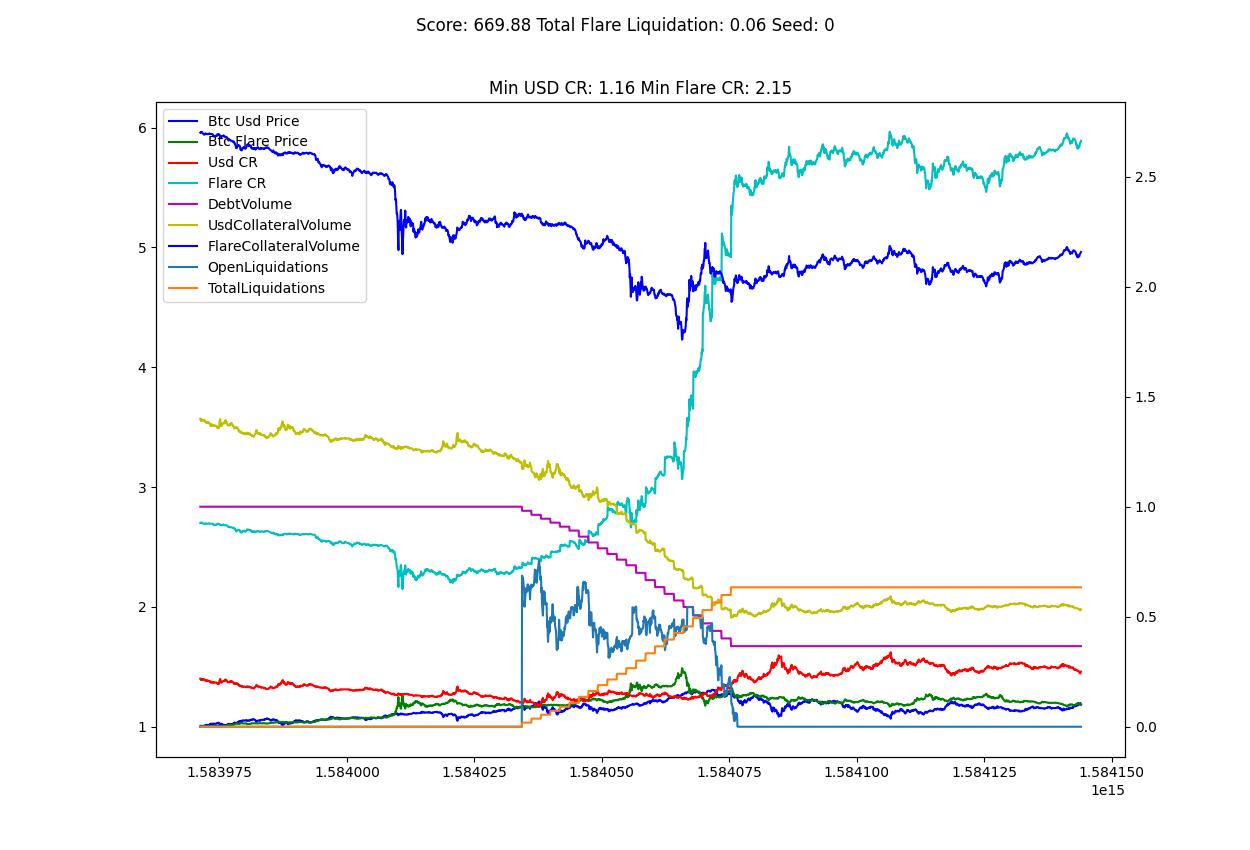 Score: 669.88 Total Flare Liquidation: 0.06 Seed: 0
Min USD CR: 1.16 Min Flare CR: 2.15
Btc Usd Price
Btc Flare Price
Usd CR
Flare CR
DebtVolume
UsdCollateralVolume
FlareCollateralVolume
OpenLiquidations
TotalLiquidations
6
5
4
3
2
1
2.5
2.0
1.5
1.0
0.5
0.0
1.583975 1.584000 1.584025 1.584050 1.584075 1.584100 1.584125 1.584150
1e15